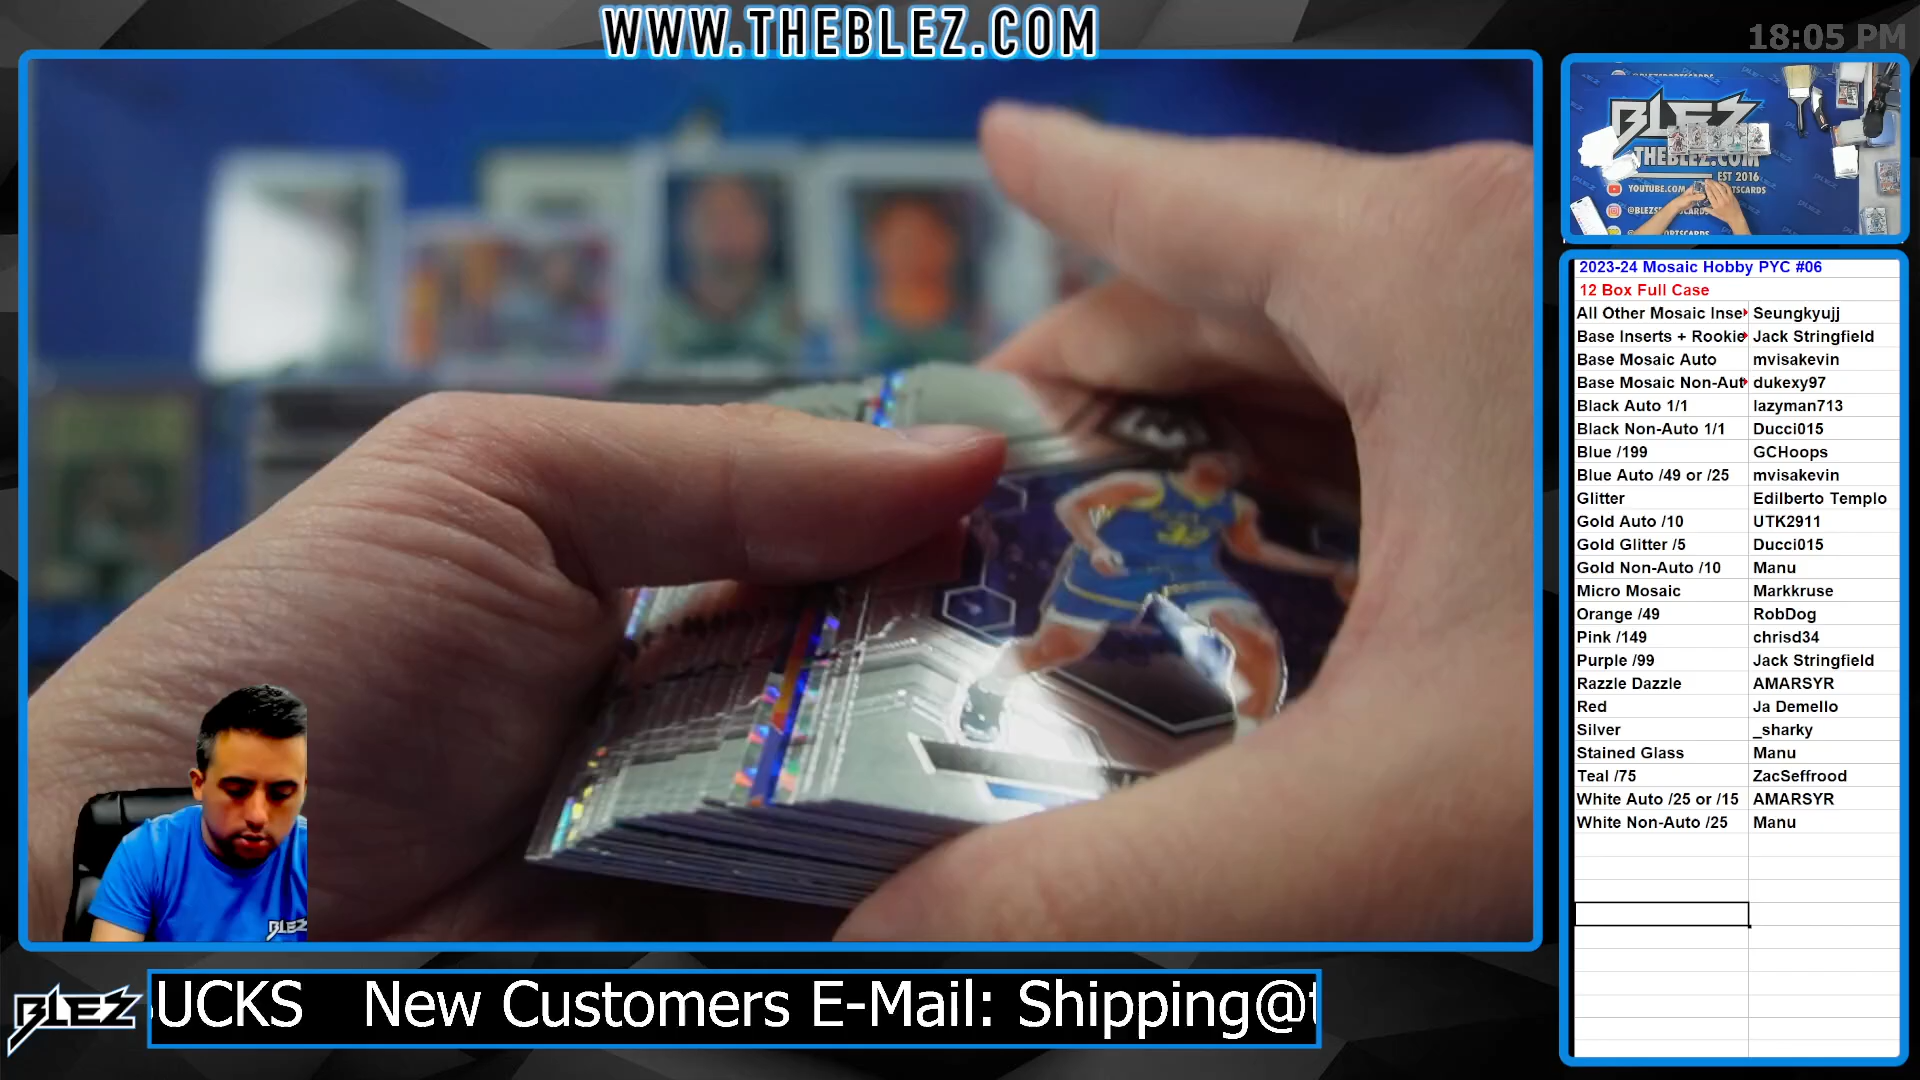 WWW.THEBLEZ.COM
18:05 PM
BLEZ
THEBLEZ.COM
EST 2016
2023-24 Mosaic Hobby PYC #06
12 Box Full Case
All Other Mosaic Inse Seungkyujj
Base Inserts + Rookie Jack Stringfield
Base Mosaic Auto mvisakevin
Base Mosaic Non-Aut dukexy97
Black Auto 1/1 lazyman713
Black Non-Auto 1/1 Ducci015
Blue /199 GCHoops
Blue Auto /49 or /25 mvisakevin
Glitter Edilberto Templo
Gold Auto /10 UTK2911
Gold Glitter /5 Ducci015
Gold Non-Auto /10 Manu
Micro Mosaic Markkruse
Orange /49 RobDog
Pink /149 chrisd34
Purple /99 Jack Stringfield
Razzle Dazzle AMARSYR
Red Ja Demello
Silver _sharky
Stained Glass Manu
Teal /75 ZacSeffrood
White Auto /25 or /15 AMARSYR
White Non-Auto /25 Manu
BLEZ
BLEZ
UCKS New Customers E-Mail: Shipping@t